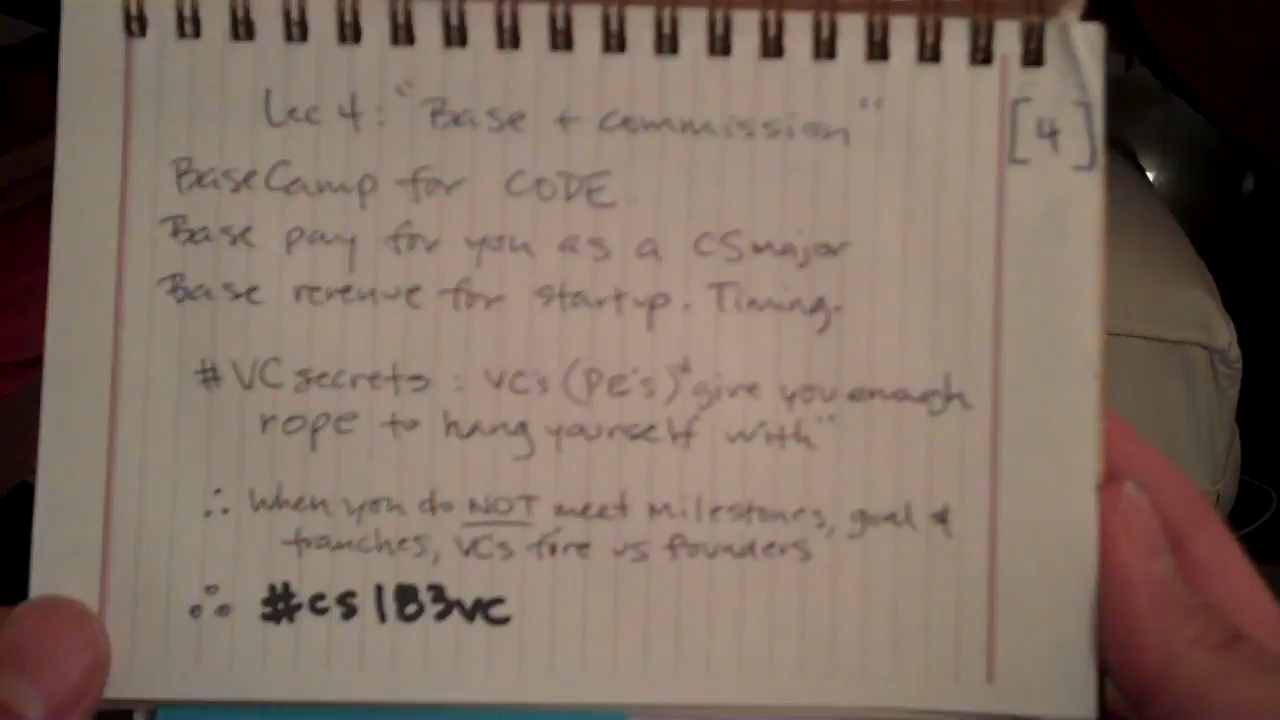 Lec 4: "Base + commission"
[4]
BaseCamp for CODE
Base pay for you as a CS major
Base revenue for startup. Timing.
#VCsecrets: VC's (PE's) "give you enough
rope to hang yourself with"
∴ When you do NOT meet milestones, goal &
tranches, VCs fire us founders
∴ #cs183vc